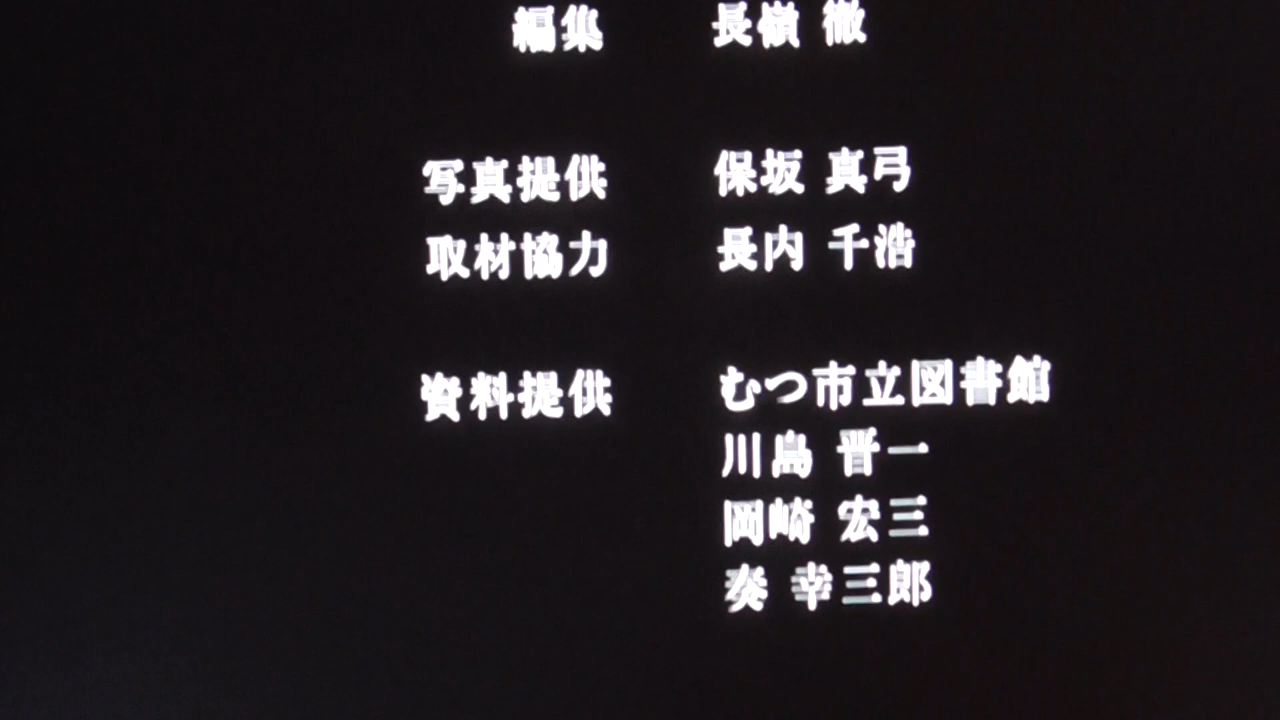 編集 長嶺 徹
写真提供 保坂 真弓
取材協力 長内 千浩
資料提供 むつ市立図書館
川島 晋一
岡崎 宏三
幸三郎